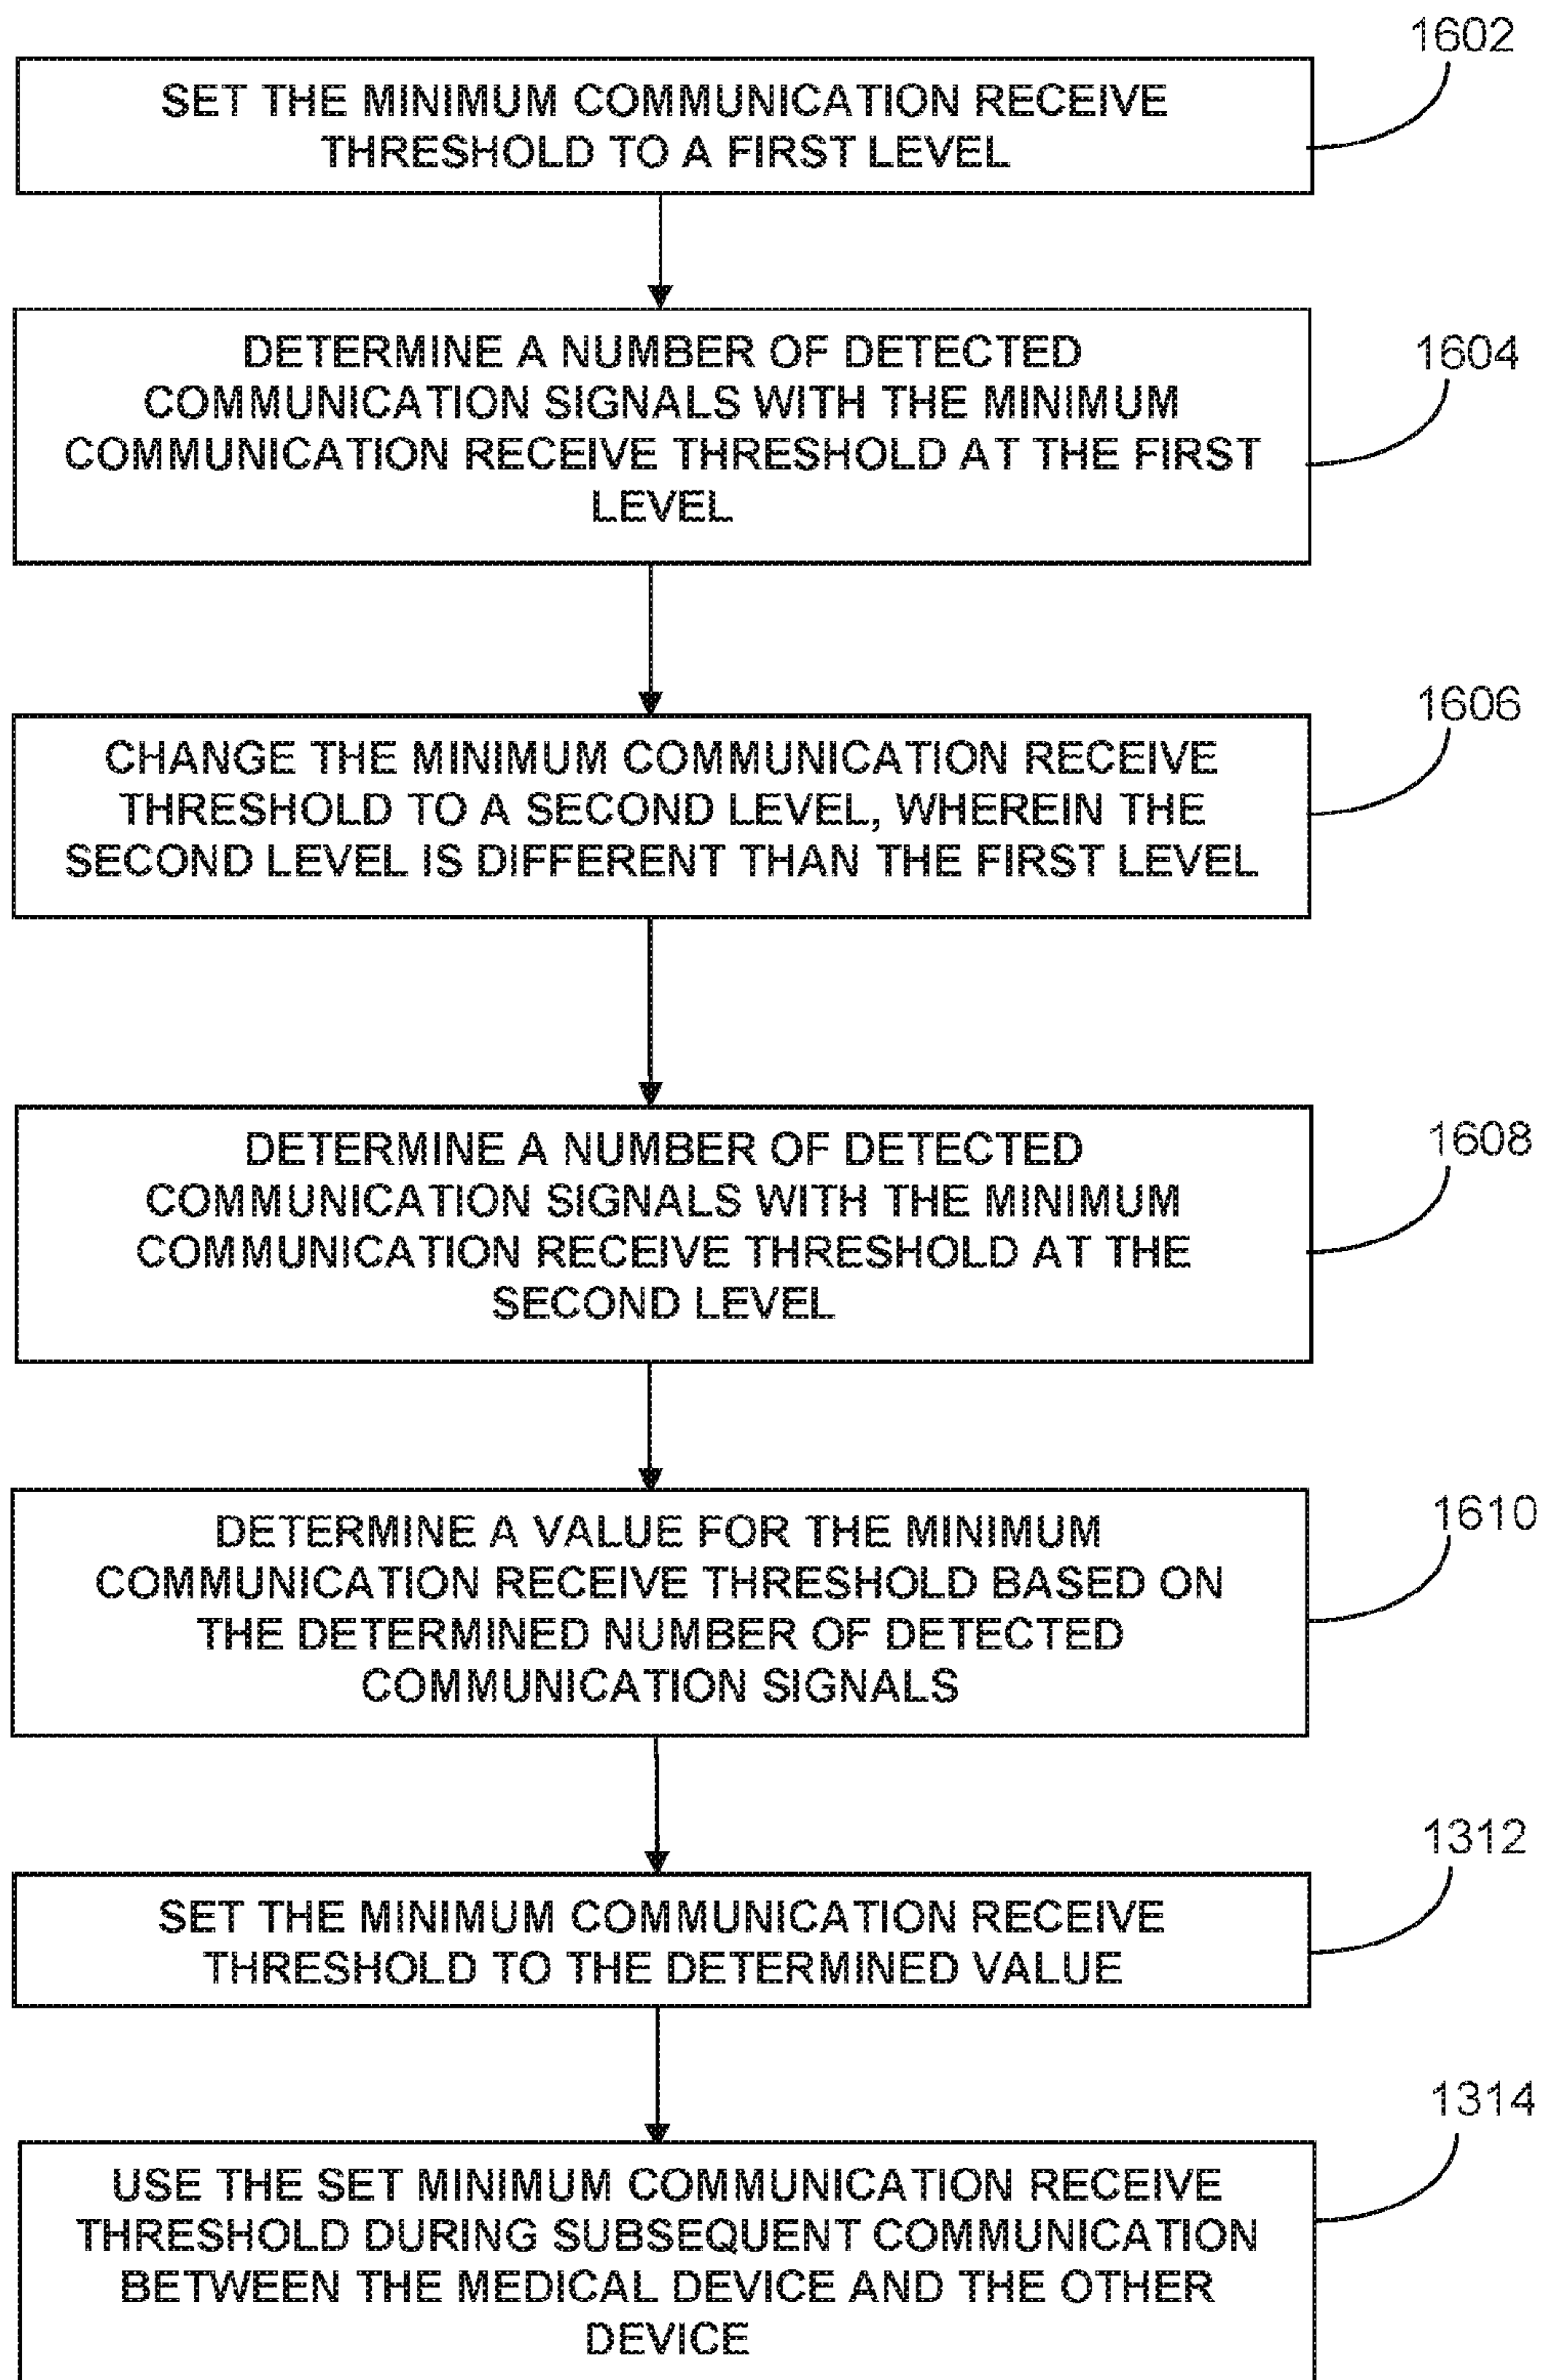 1602
SET THE MINIMUM COMMUNICATION RECEIVE
THRESHOLD TO A FIRST LEVEL
1604
DETERMINE A NUMBER OF DETECTED
COMMUNICATION SIGNALS WITH THE MINIMUM
COMMUNICATION RECEIVE THRESHOLD AT THE FIRST
LEVEL
1606
CHANGE THE MINIMUM COMMUNICATION RECEIVE
THRESHOLD TO A SECOND LEVEL, WHEREIN THE
SECOND LEVEL IS DIFFERENT THAN THE FIRST LEVEL
1608
DETERMINE A NUMBER OF DETECTED
COMMUNICATION SIGNALS WITH THE MINIMUM
COMMUNICATION RECEIVE THRESHOLD AT THE
SECOND LEVEL
1610
DETERMINE A VALUE FOR THE MINIMUM
COMMUNICATION RECEIVE THRESHOLD BASED ON
THE DETERMINED NUMBER OF DETECTED
COMMUNICATION SIGNALS
1312
SET THE MINIMUM COMMUNICATION RECEIVE
THRESHOLD TO THE DETERMINED VALUE
1314
USE THE SET MINIMUM COMMUNICATION RECEIVE
THRESHOLD DURING SUBSEQUENT COMMUNICATION
BETWEEN THE MEDICAL DEVICE AND THE OTHER
DEVICE